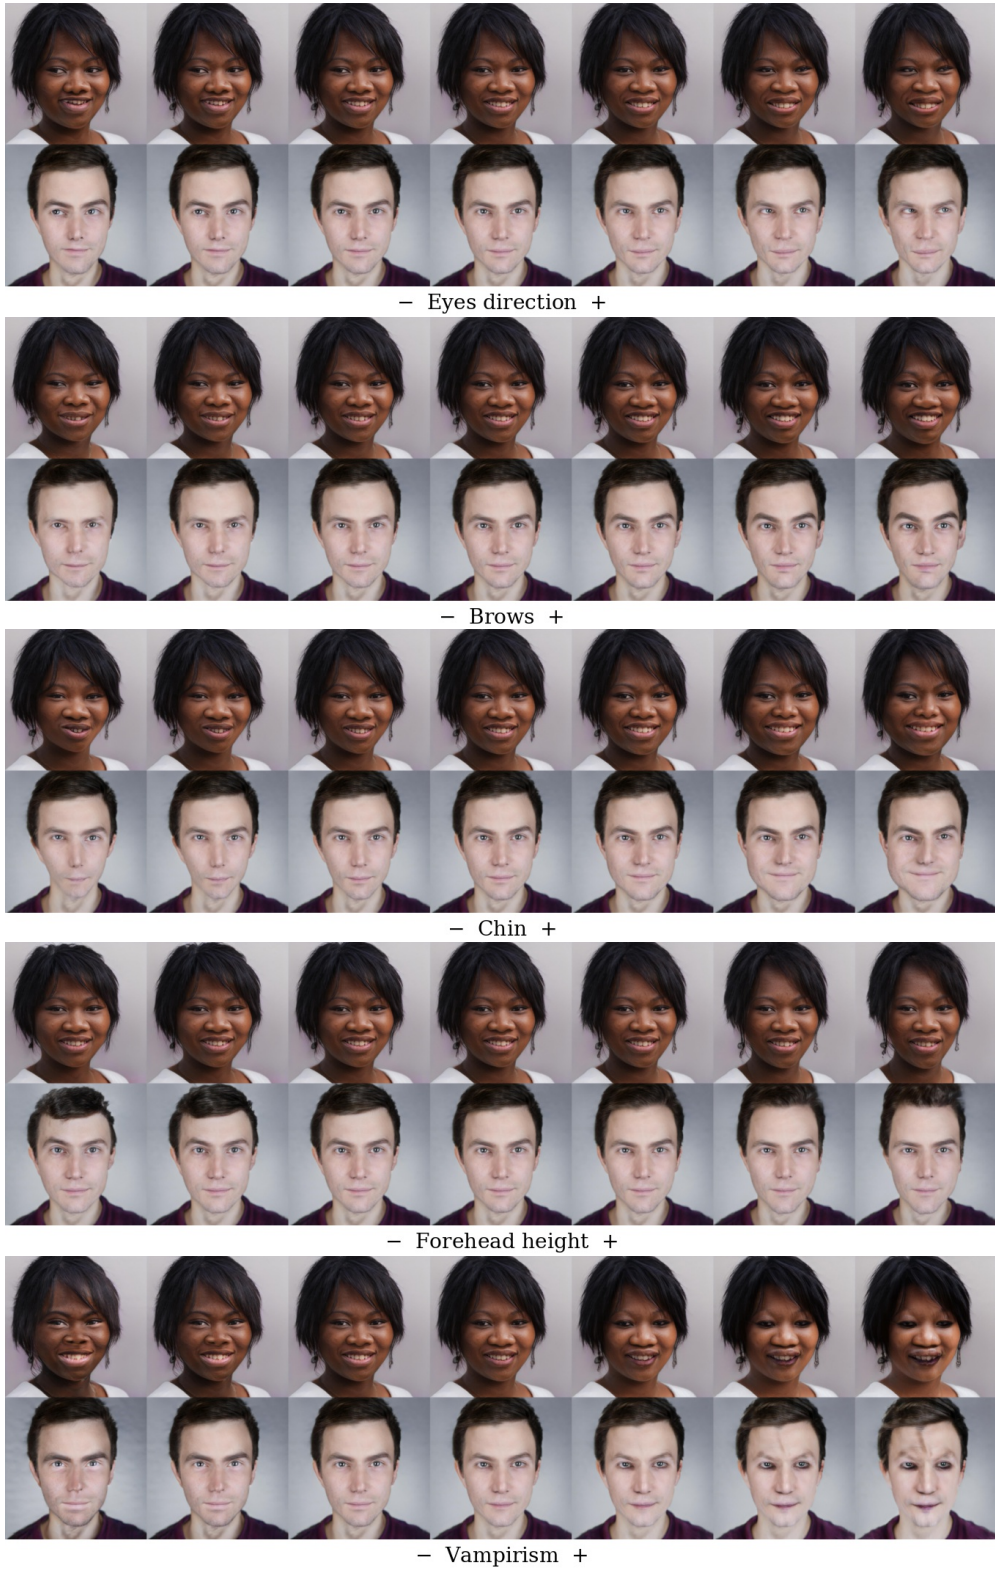 − Eyes direction +
− Brows +
− Chin +
− Forehead height +
− Vampirism +